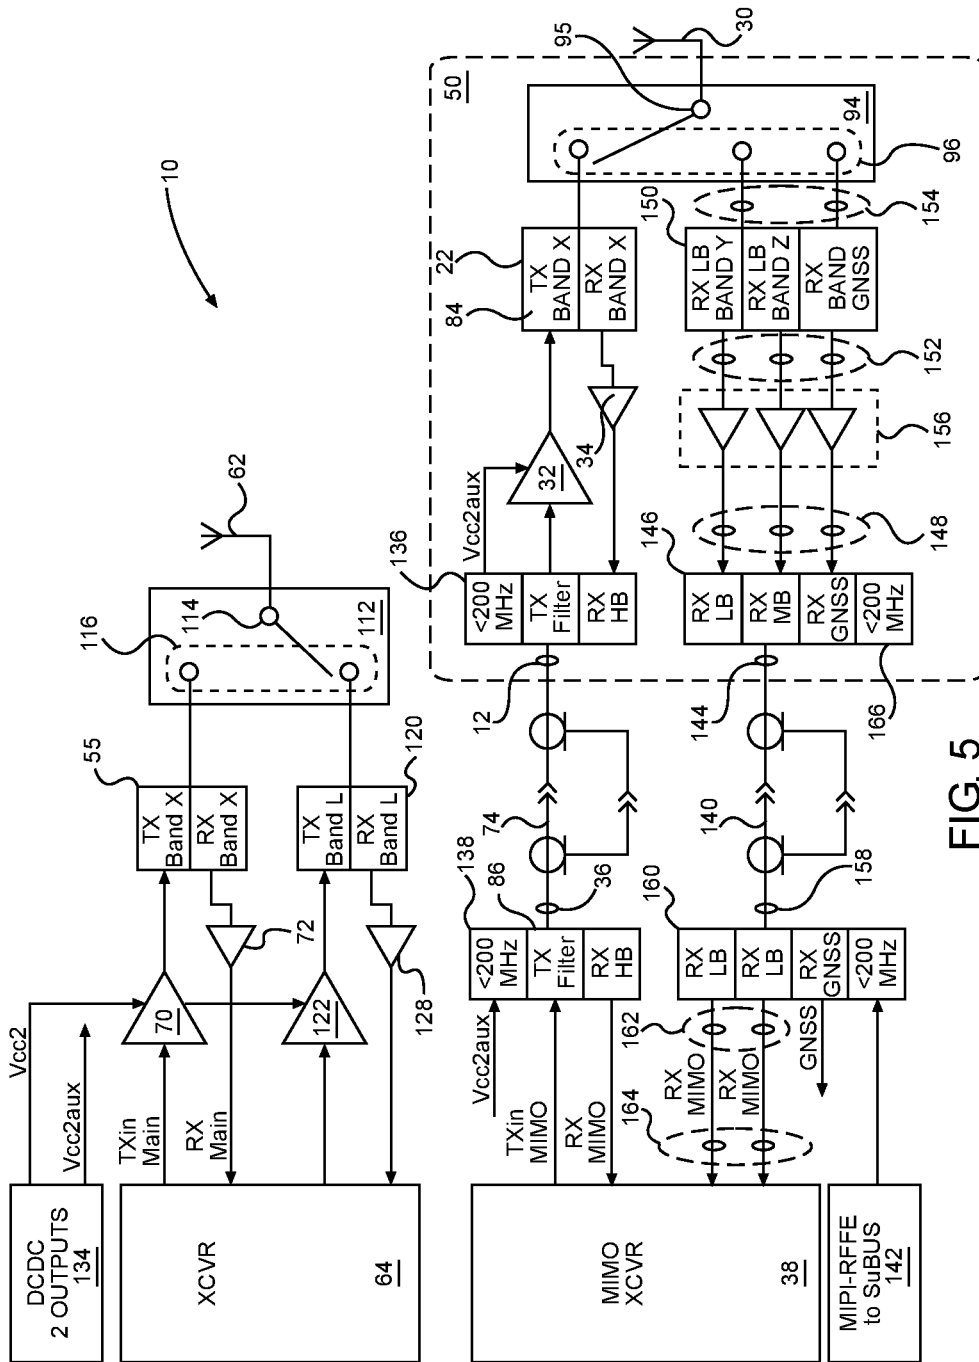 DCDC
2 OUTPUTS
134
Vcc2
Vcc2aux
XCVR
64
TXin
Main
RX
Main
70
122
72
128
55
TX
Band X
RX
Band X
120
TX
Band L
RX
Band L
116
114
112
62
10
MIMO
XCVR
38
MIPI-RFFE
to SuBUS
142
Vcc2aux
TXin
MIMO
RX
MIMO
164
RX
MIMO
RX
MIMO
162
GNSS
138
<200
MHz
86
TX
Filter
RX
HB
36
74
12
160
RX
LB
RX
LB
RX
GNSS
<200
MHz
158
140
144
136
<200
MHz
TX
Filter
RX
HB
Vcc2aux
32
34
22
84
TX
BAND X
RX
BAND X
50
95
30
94
96
146
RX
LB
RX
MB
RX
GNSS
<200
MHz
166
148
156
152
150
RX LB
BAND Y
RX LB
BAND Z
RX
BAND
GNSS
154
FIG. 5